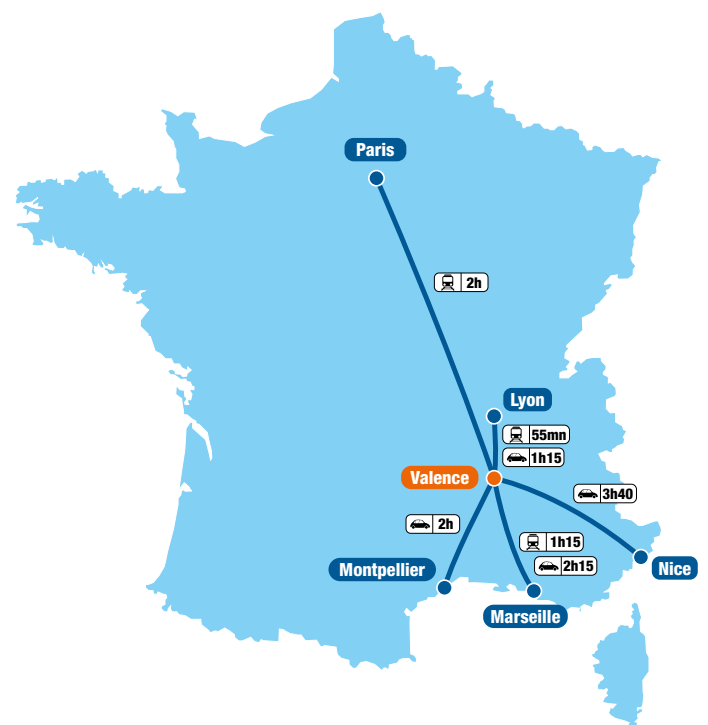 Paris
2h
Lyon
55mn
1h15
Valence
3h40
2h
1h15
2h15
Montpellier
Nice
Marseille